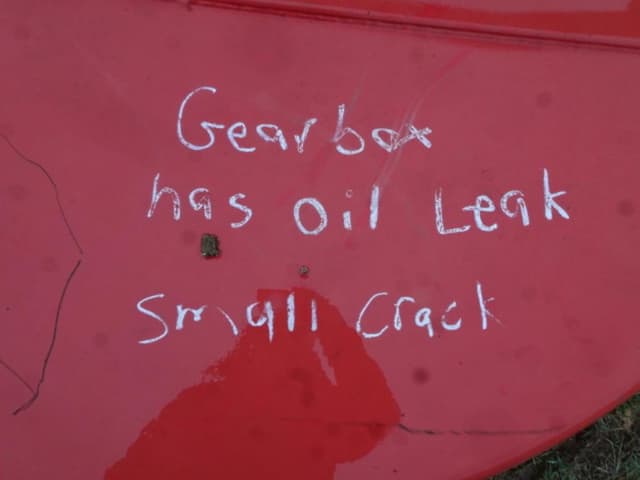 Gearbox
has Oil Leak
Small Crack